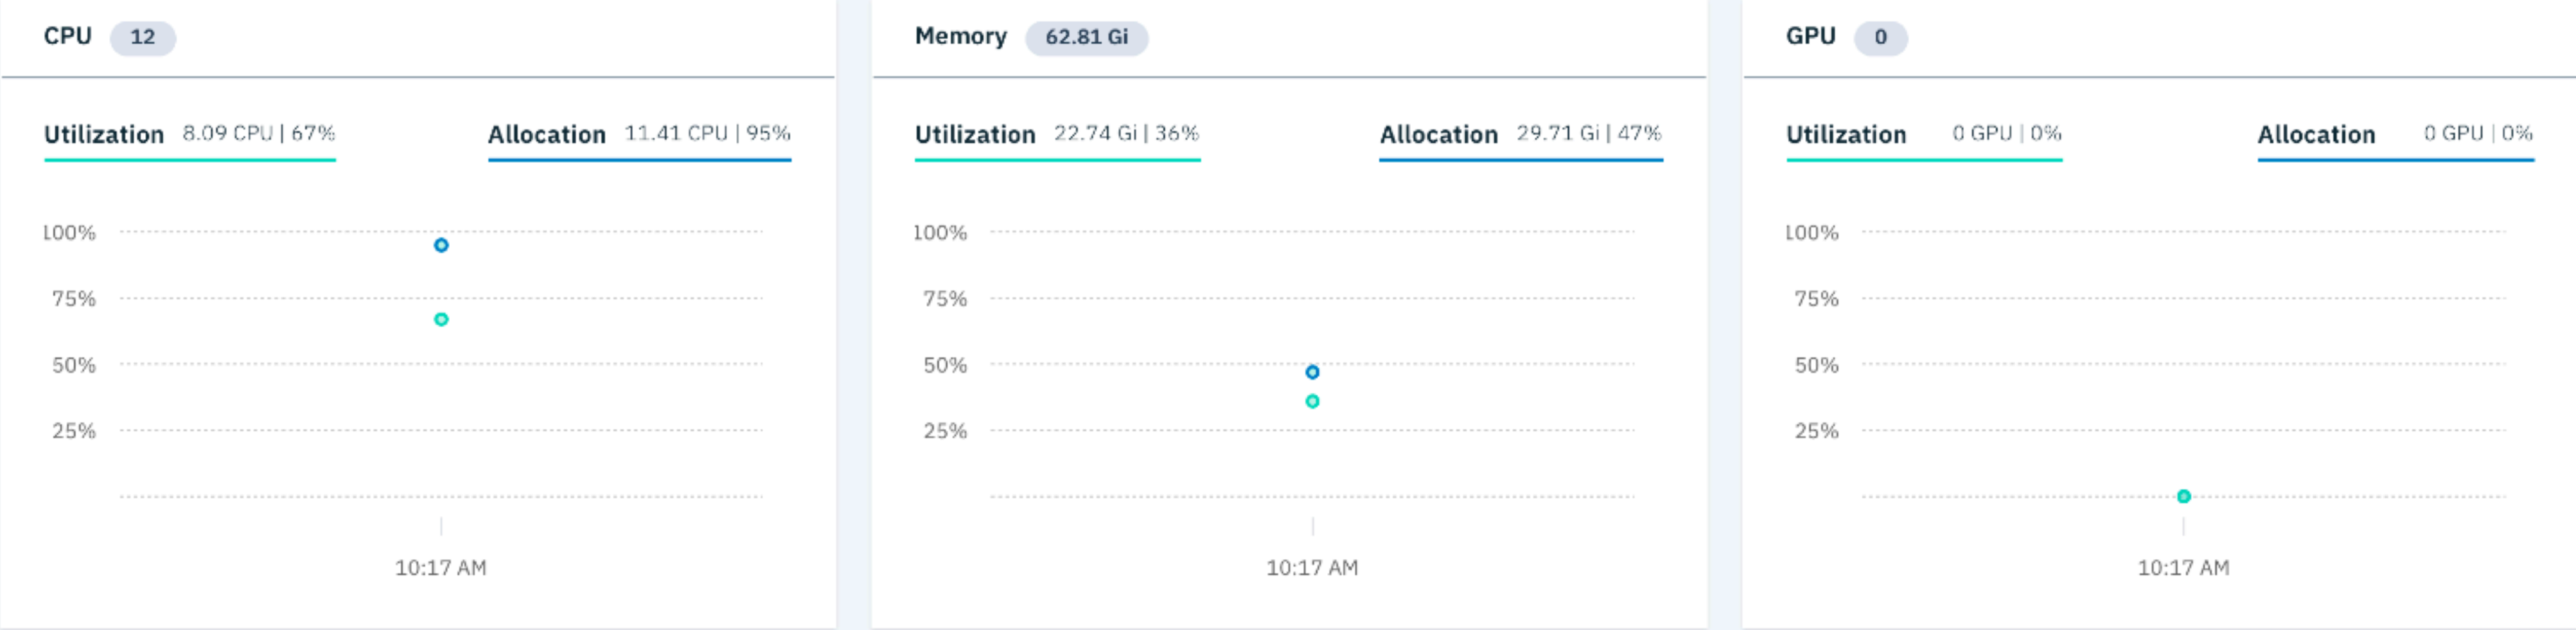 CPU 12
Utilization 8.09 CPU | 67% Allocation 11.41 CPU | 95%
100%
75%
50%
25%
10:17 AM
Memory 62.81 Gi
Utilization 22.74 Gi | 36% Allocation 29.71 Gi | 47%
100%
75%
50%
25%
10:17 AM
GPU 0
Utilization 0 GPU | 0% Allocation 0 GPU | 0%
100%
75%
50%
25%
10:17 AM